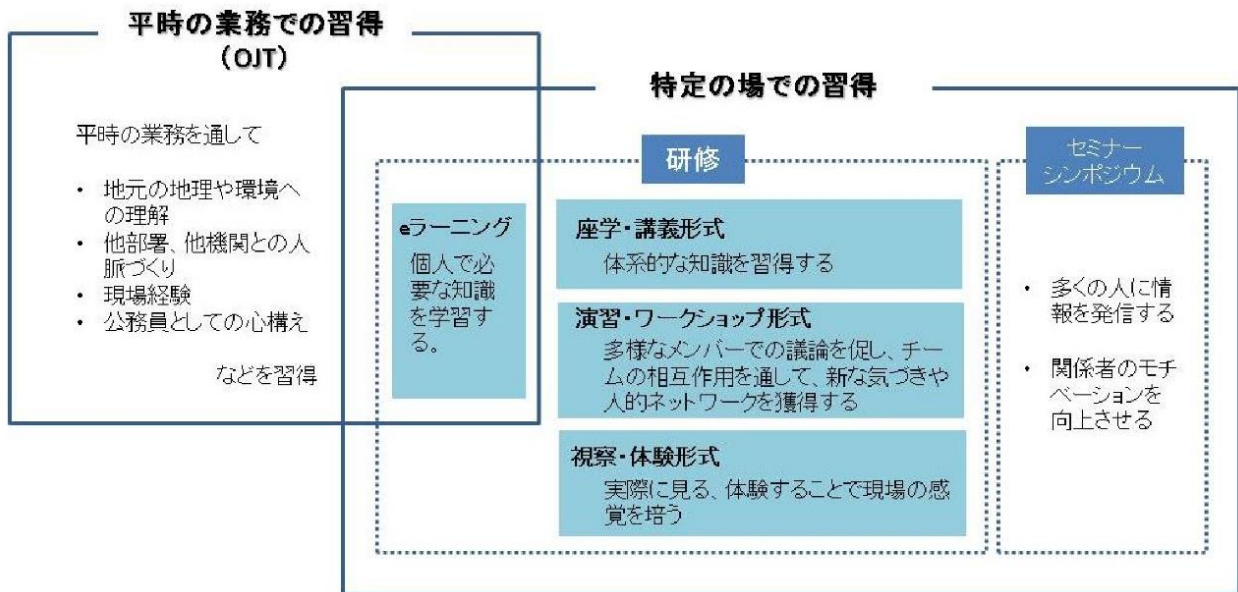 平時の業務での習得
（OJT）
平時の業務を通して
・ 地元の地理や環境へ
の理解
・ 他部署、他機関との人
脈づくり
・ 現場経験
・ 公務員としての心構え
などを習得
特定の場での習得
研修
eラーニング
個人で必
要な知識
を学習す
る。
座学・講義形式
体系的な知識を習得する
演習・ワークショップ形式
多様なメンバーでの議論を促し、チー
ムの相互作用を通して、新な気づきや
人的ネットワークを獲得する
視察・体験形式
実際に見る、体験することで現場の感
覚を培う
セミナー
シンポジウム
・ 多くの人に情
報を発信する
・ 関係者のモチ
ベーションを
向上させる